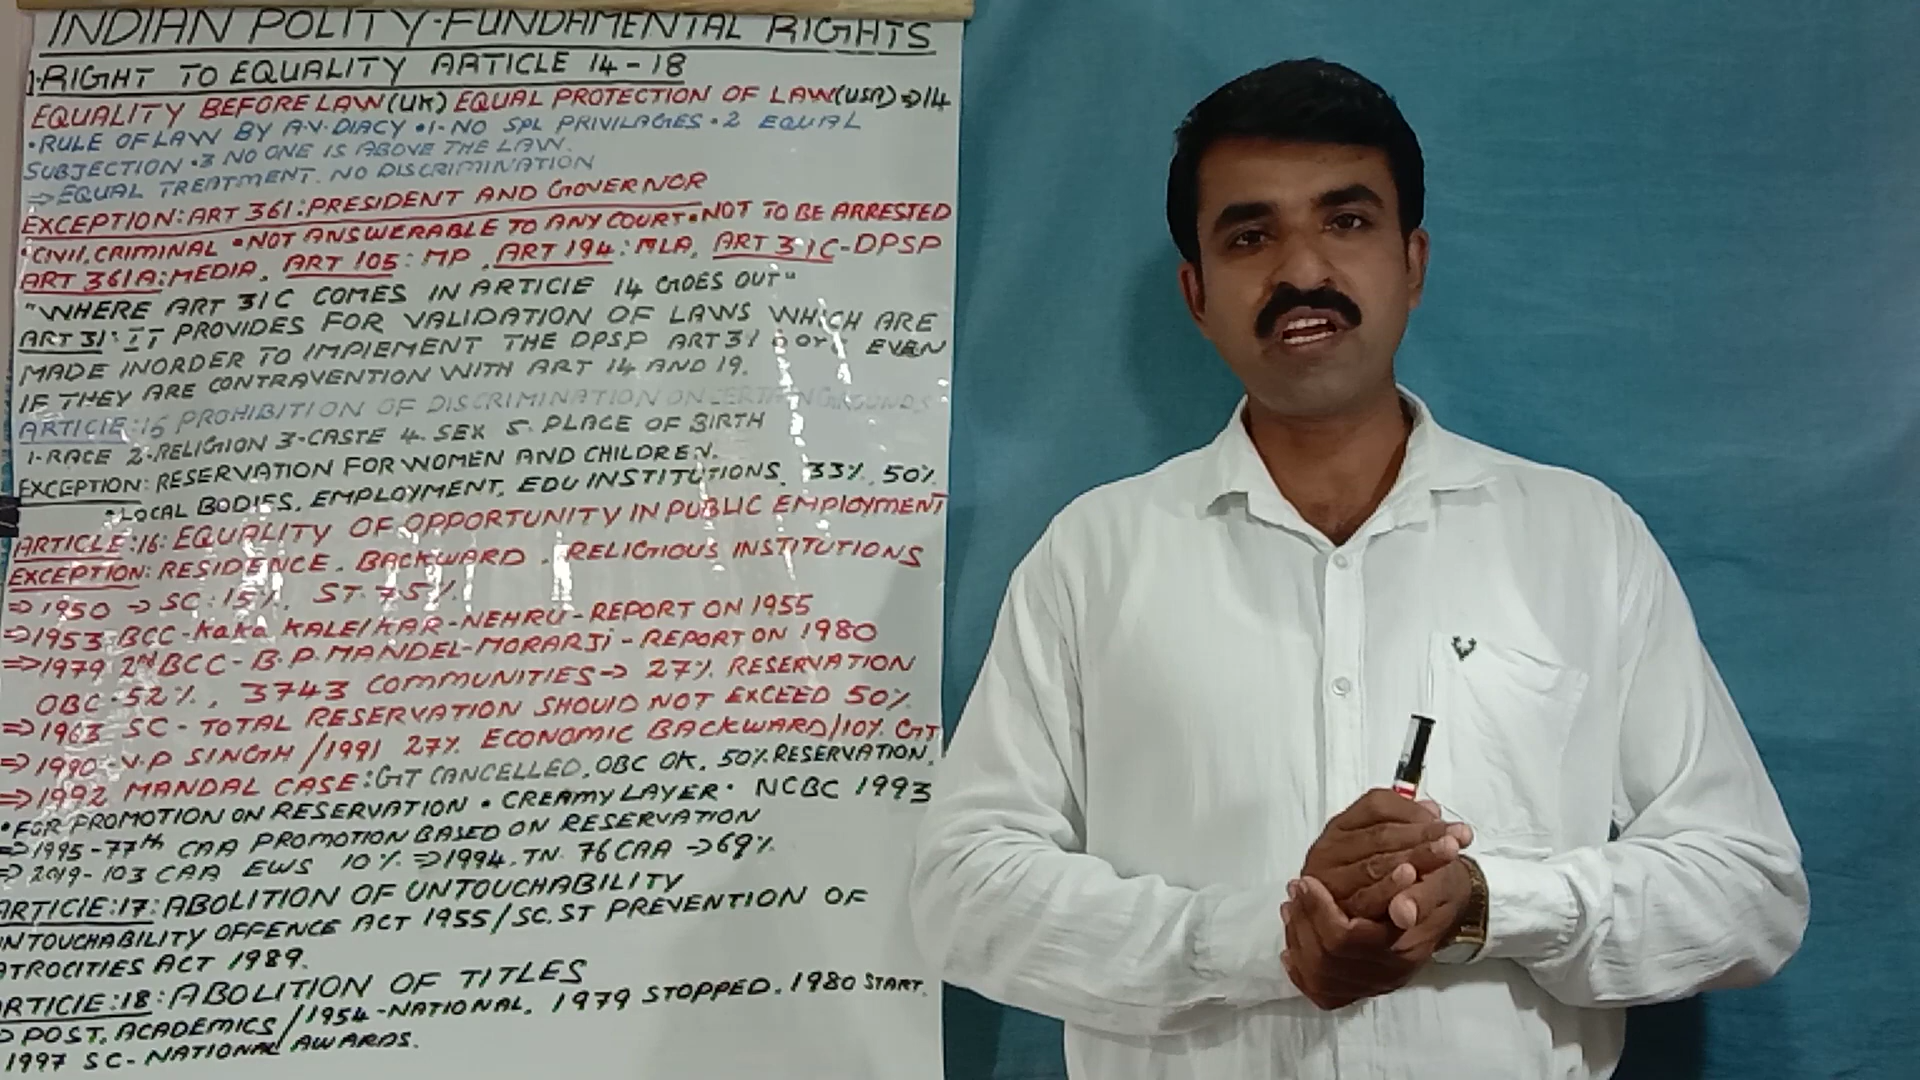 INDIAN POLITY-FUNDAMENTAL RIGHTS
1.RIGHT TO EQUALITY ARTICLE 14-18
EQUALITY BEFORE LAW(UK) EQUAL PROTECTION OF LAW(USA)⇒14
•RULE OF LAW BY A.V.DIACY •1-NO SPL PRIVILAGES •2 EQUAL
SUBJECTION •3 NO ONE IS ABOVE THE LAW.
⇒EQUAL TREATMENT. NO DISCRIMINATION
EXCEPTION:ART 361:PRESIDENT AND GOVERNOR
•CIVIL,CRIMINAL •NOT ANSWERABLE TO ANY COURT•NOT TO BE ARRESTED
ART 361A:MEDIA, ART 105: MP, ART 194: MLA, ART 31C-DPSP
"WHERE ART 31C COMES IN ARTICLE 14 GOES OUT"
ART 31: IT PROVIDES FOR VALIDATION OF LAWS WHICH ARE
MADE INORDER TO IMPLEMENT THE DPSP ART 31 EVEN
IF THEY ARE CONTRAVENTION WITH ART 14 AND 19.
ARTICLE:15 PROHIBITION OF DISCRIMINATION ON CERTAIN GROUNDS
1-RACE 2-RELIGION 3-CASTE 4. SEX 5. PLACE OF BIRTH
EXCEPTION: RESERVATION FOR WOMEN AND CHILDREN.
•LOCAL BODIES, EMPLOYMENT, EDU INSTITUTIONS, 33%, 50%
ARTICLE:16: EQUALITY OF OPPORTUNITY IN PUBLIC EMPLOYMENT
EXCEPTION: RESIDENCE. BACKWARD. RELIGIOUS INSTITUTIONS
⇒1950 → SC:15%, ST 7.5%.
⇒1953 BCC-Kaka KALELKAR-NEHRU-REPORT ON 1955
⇒1979 2nd BCC-B.P.MANDEL-MORARJi-REPORT ON 1980
OBC-52%, 3743 COMMUNITIES→ 27% RESERVATION
⇒1963 SC-TOTAL RESERVATION SHOULD NOT EXCEED 50%
⇒1990-V.P SINGH/1991 27% ECONOMIC BACKWARD/10% GT
⇒1992 MANDAL CASE:GT CANCELLED, OBC OK, 50% RESERVATION,
•FOR PROMOTION ON RESERVATION • CREAMY LAYER• NCBC 1993
⇒1995-77th CAA PROMOTION BASED ON RESERVATION
⇒2019-103 CAA EWS 10% ⇒1994. TN. 76 CAA →69%
ARTICLE:17:ABOLITION OF UNTOUCHABILITY
UNTOUCHABILITY OFFENCE ACT 1955/SC.ST PREVENTION OF
ATROCITIES ACT 1989.
ARTICLE:18:ABOLITION OF TITLES
POST, ACADEMICS/1954-NATIONAL, 1979 STOPPED. 1980 START.
1997 SC-NATIONAL AWARDS.